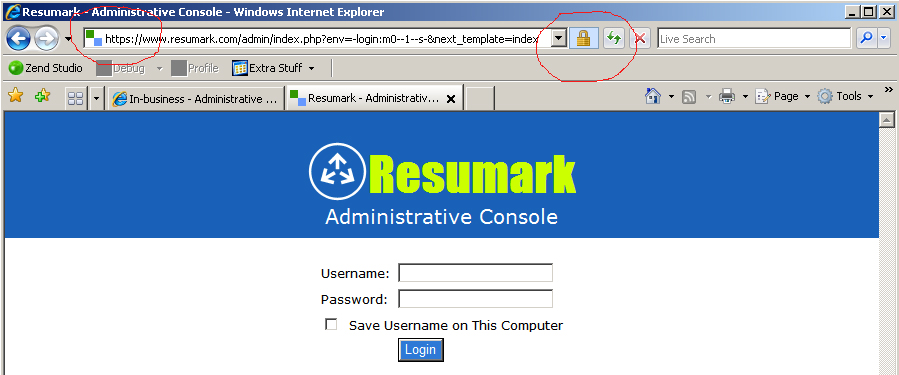 Resumark - Administrative Console - Windows Internet Explorer
https://www.resumark.com/admin/index.php?env=-login:m0--1--s-&next_template=index
Live Search
Zend Studio Debug Profile Extra Stuff
In-business - Administrative ... Resumark - Administrativ... Page Tools
Resumark
Administrative Console
Username:
Password:
Save Username on This Computer
Login